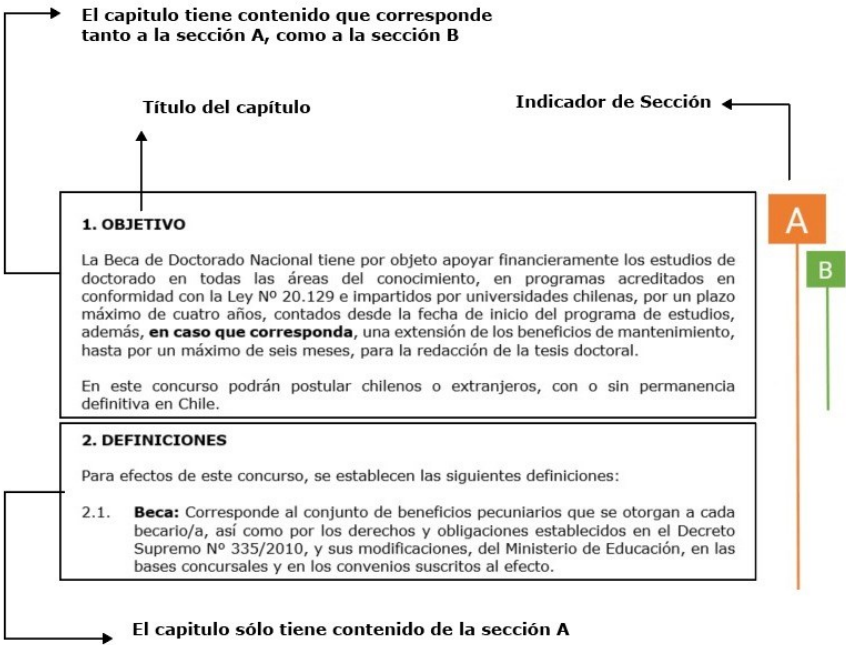 El capitulo tiene contenido que corresponde
tanto a la sección A, como a la sección B
Título del capítulo
Indicador de Sección
A
B
1. OBJETIVO
La Beca de Doctorado Nacional tiene por objeto apoyar financieramente los estudios de
doctorado en todas las áreas del conocimiento, en programas acreditados en
conformidad con la Ley Nº 20.129 e impartidos por universidades chilenas, por un plazo
máximo de cuatro años, contados desde la fecha de inicio del programa de estudios,
además, en caso que corresponda, una extensión de los beneficios de mantenimiento,
hasta por un máximo de seis meses, para la redacción de la tesis doctoral.
En este concurso podrán postular chilenos o extranjeros, con o sin permanencia
definitiva en Chile.
2. DEFINICIONES
Para efectos de este concurso, se establecen las siguientes definiciones:
2.1. Beca: Corresponde al conjunto de beneficios pecuniarios que se otorgan a cada
becario/a, así como por los derechos y obligaciones establecidos en el Decreto
Supremo Nº 335/2010, y sus modificaciones, del Ministerio de Educación, en las
bases concursales y en los convenios suscritos al efecto.
El capitulo sólo tiene contenido de la sección A